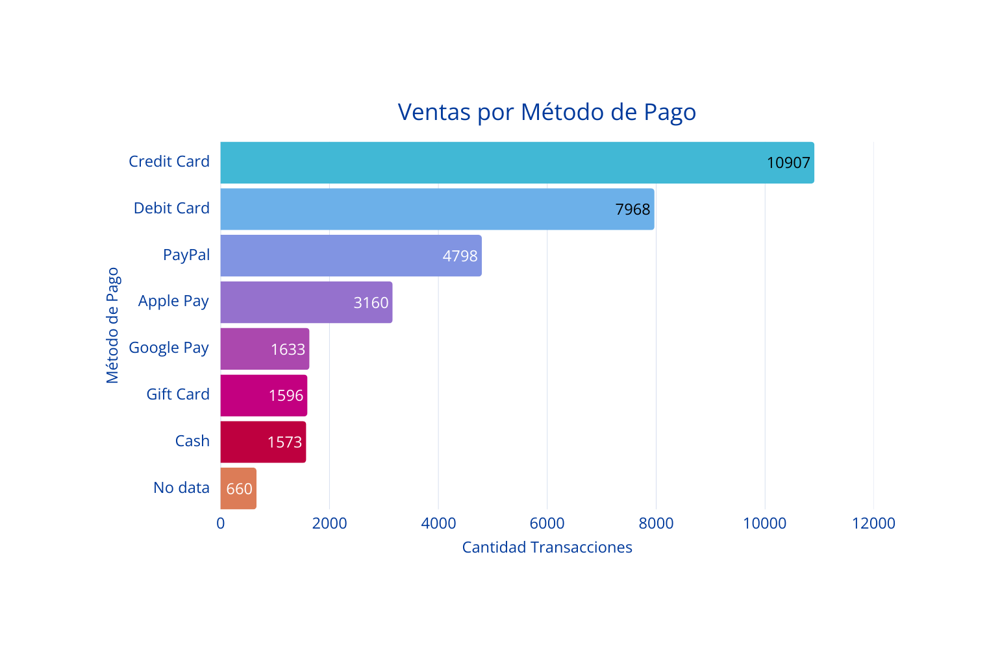 Ventas por Método de Pago
Método de Pago
Credit Card 10907
Debit Card 7968
PayPal 4798
Apple Pay 3160
Google Pay 1633
Gift Card 1596
Cash 1573
No data 660
0 2000 4000 6000 8000 10000 12000
Cantidad Transacciones